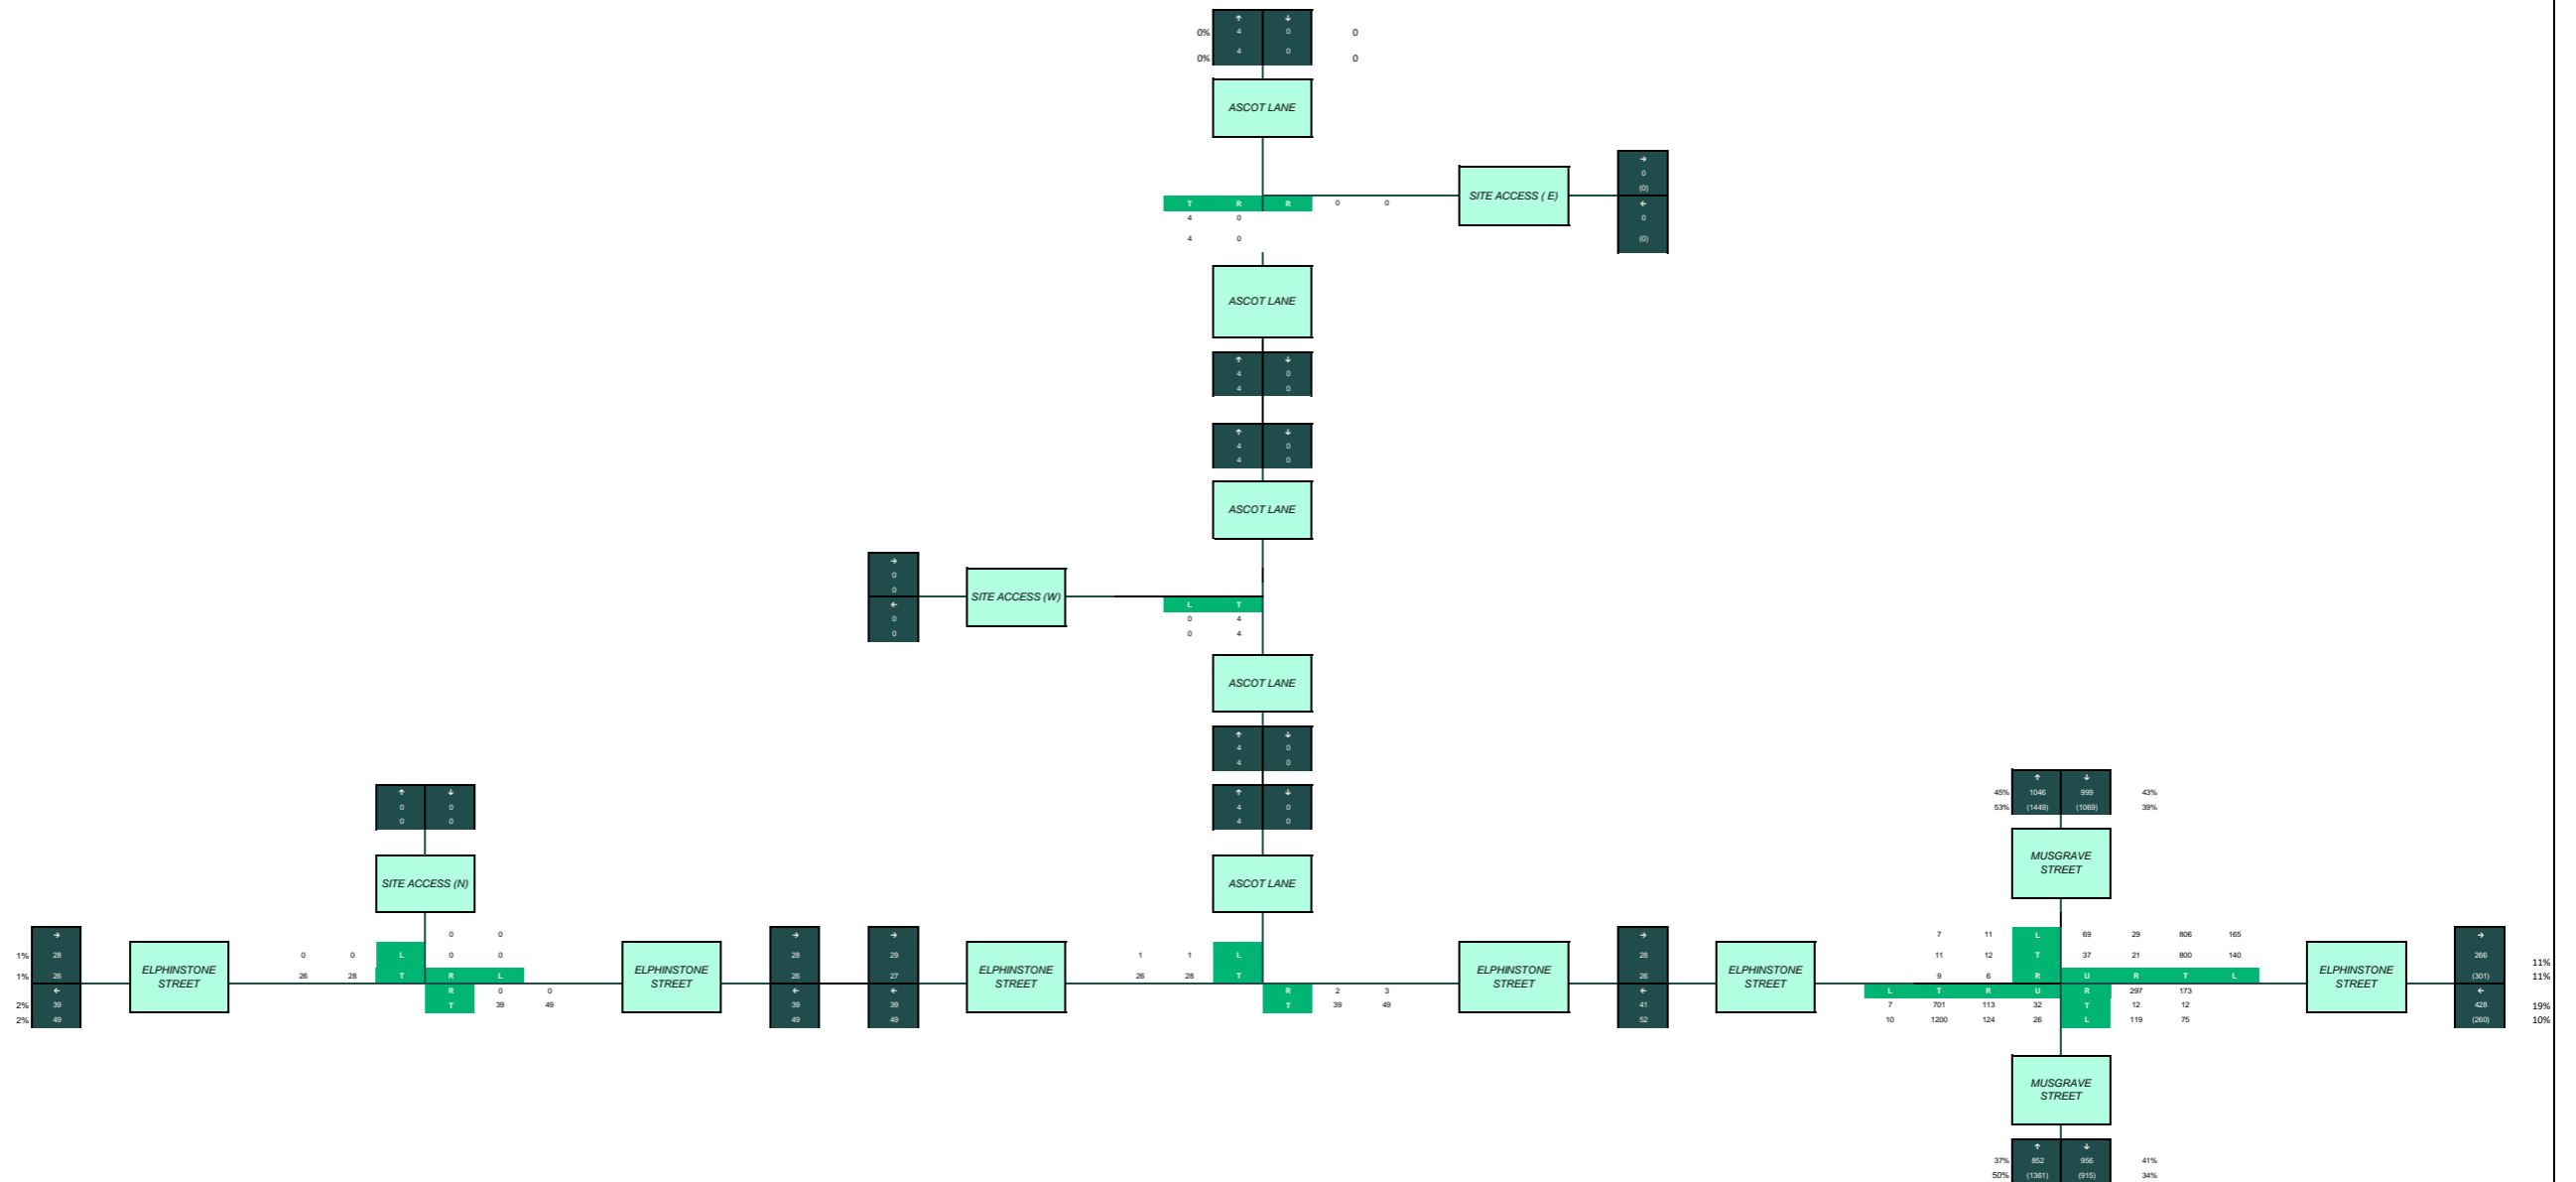 ↑ ↓
0% 4 0 0
4 0
0% 0
ASCOT LANE
→
0
(0)
SITE ACCESS ( E)
T R R 0 0
←
4 0 0
4 0 (0)
ASCOT LANE
↑ ↓
4 0
4 0
↑ ↓
4 0
4 0
ASCOT LANE
→
0
0
SITE ACCESS (W)
←
L T
0 0 4
0 0 4
ASCOT LANE
↑ ↓
4 0
4 0
↑ ↓
45% 1046 999 43%
53% (1449) (1069) 39%
↑ ↓ ↑ ↓
0 0 4 0
0 0 4 0
MUSGRAVE
STREET
SITE ACCESS (N) ASCOT LANE
→ 0 0 → → → 7 11 L 69 29 806 165 →
1% 28 0 0 L 0 0 28 29 1 1 L 28 11 12 T 37 21 800 140 266 11%
1% 26 ELPHINSTONE STREET 26 28 T R L ELPHINSTONE STREET 26 27 ELPHINSTONE STREET 26 28 T ELPHINSTONE STREET 26 ELPHINSTONE STREET 9 6 R U R T L ELPHINSTONE STREET (301) 11%
← R 0 0 ← ← R 2 3 ← L T R U R 297 173 ←
2% 39 T 39 49 39 39 T 39 49 41 7 701 113 32 T 12 12 428 19%
2% 49 49 49 52 10 1200 124 26 L 119 75 (260) 10%
MUSGRAVE
STREET
↑ ↓
37% 852 956 41%
50% (1361) (915) 34%